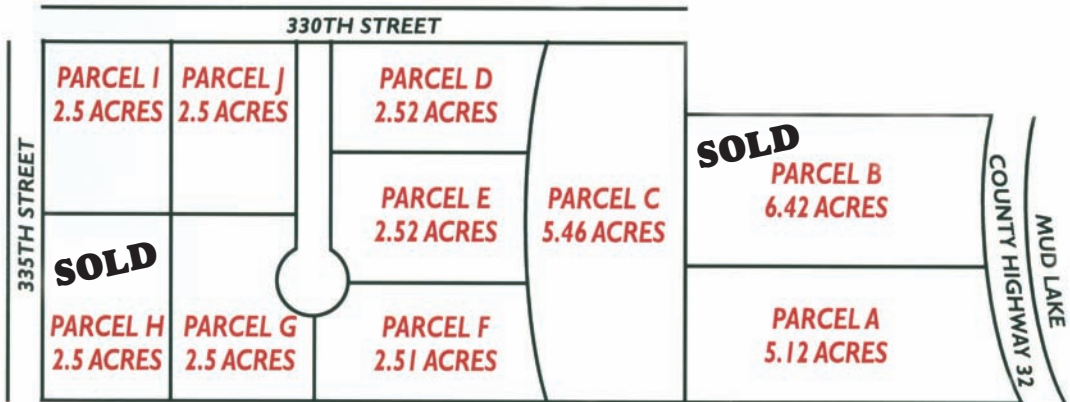 330TH STREET
335TH STREET
PARCEL I
2.5 ACRES
PARCEL J
2.5 ACRES
PARCEL D
2.52 ACRES
PARCEL E
2.52 ACRES
PARCEL C
5.46 ACRES
SOLD
PARCEL B
6.42 ACRES
SOLD
PARCEL H
2.5 ACRES
PARCEL G
2.5 ACRES
PARCEL F
2.51 ACRES
PARCEL A
5.12 ACRES
COUNTY HIGHWAY 32
MUD LAKE